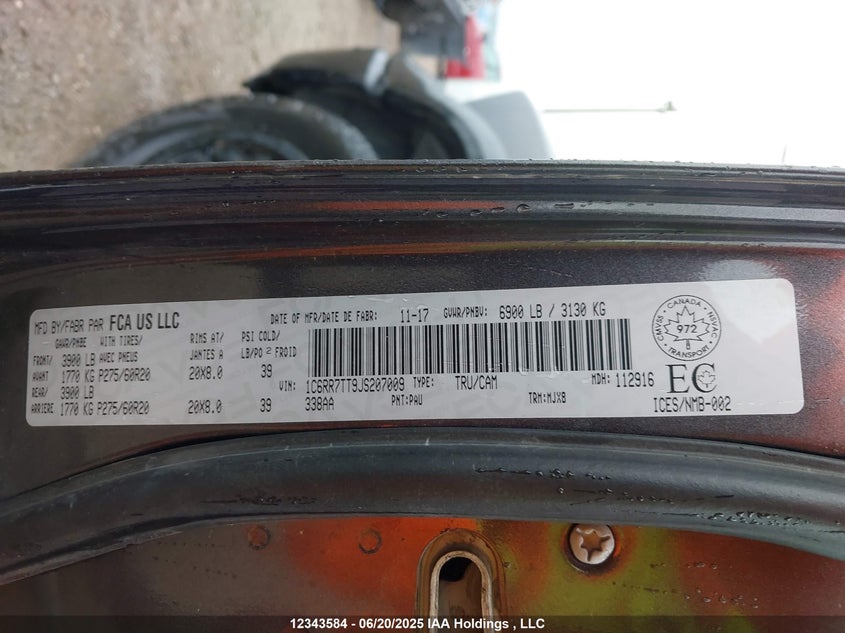 MFD BY/FABR PAR FCA US LLC
DATE OF MFR/DATE DE FABR: 11-17 GVWR/PNBV: 6900 LB / 3130 KG
GAWR/PNBE WITH TIRES/ RIMS AT/ PSI COLD/
FRONT/ 3900 LB AVEC PNEUS JANTES A LB/PO² FROID
AVANT 1770 KG P275/60R20 20X8.0 39
REAR/ 3900 LB
ARRIERE 1770 KG P275/60R20 20X8.0 39
VIN: 1C6RR7TT9JS207009 TYPE: TRU/CAM MDH: 112916
338AA PNT:PAU TRM:MJX8
CANADA
CMVSS NSVAC
972
TRANSPORT
EC
ICES/NMB-002
12343584 - 06/20/2025 IAA Holdings , LLC